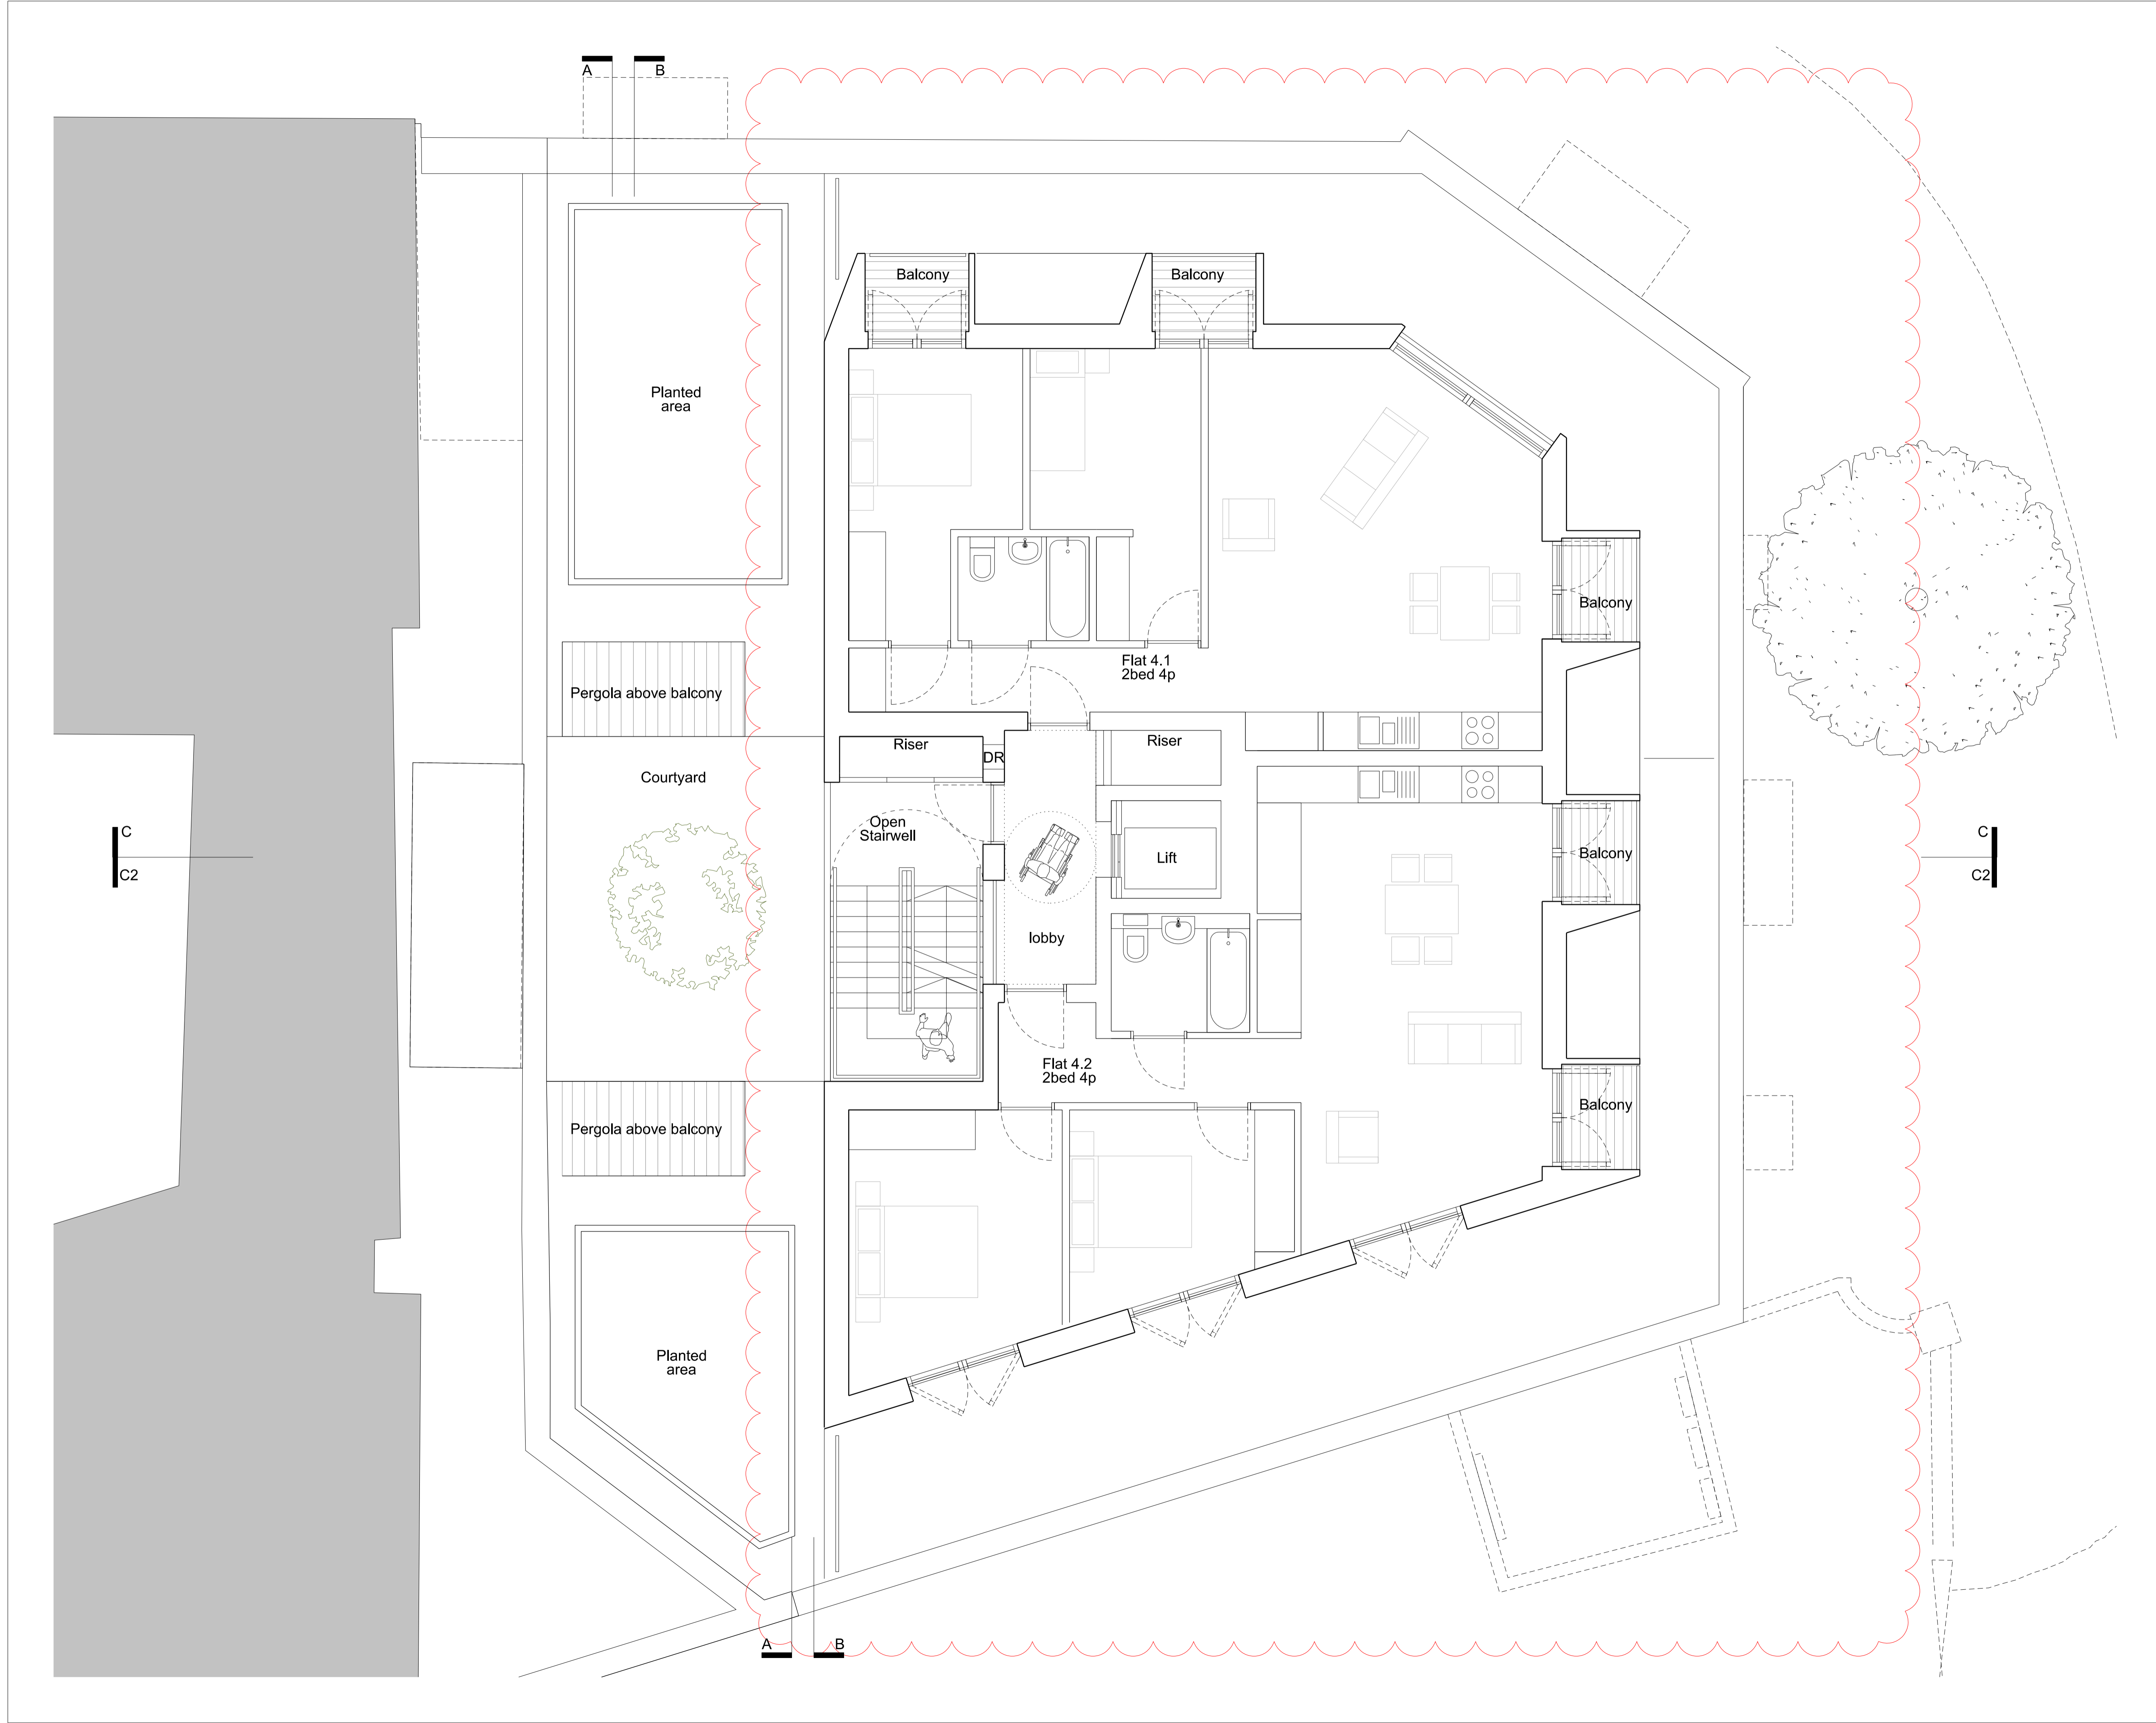 A
B
Balcony
Balcony
Planted
area
Balcony
Flat 4.1
2bed 4p
Pergola above balcony
Riser
DR
Riser
Courtyard
Open
Stairwell
C
C2
Lift
Balcony
C
C2
lobby
Flat 4.2
2bed 4p
Balcony
Pergola above balcony
Planted
area
A
B